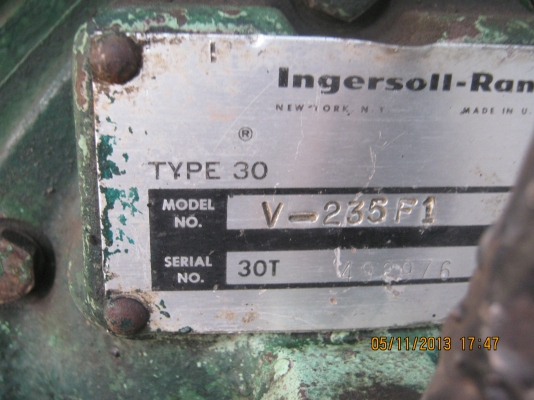 Ingersoll-Ran
NEW YORK, N.Y. MADE IN U.
®
TYPE 30
MODEL NO. V-235F1
SERIAL NO. 30T
05/11/2013 17:47